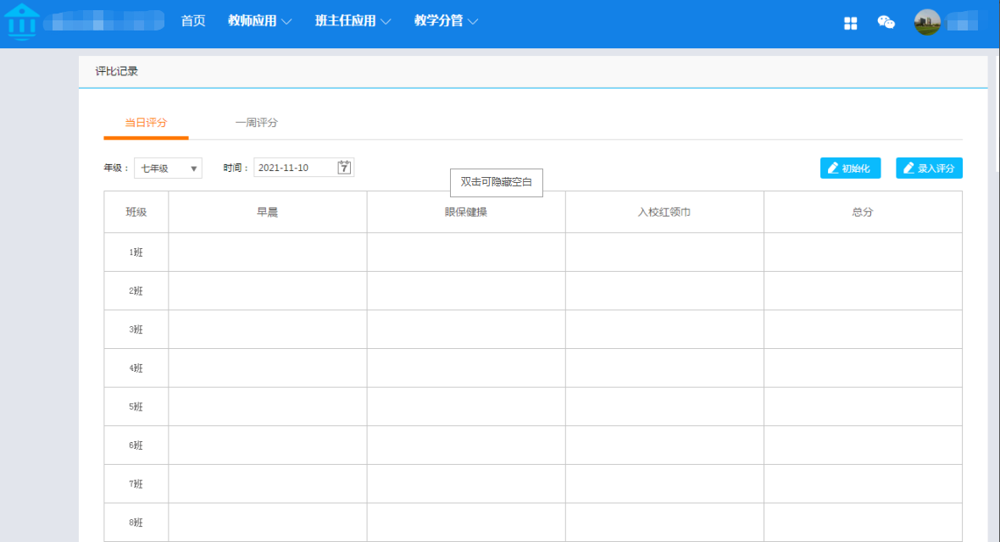 首页 教师应用 班主任应用 教学分管
评比记录
当日评分 一周评分
年级： 七年级 时间： 2021-11-10 7 初始化 录入评分
双击可隐藏空白
班级 早晨 眼保健操 入校红领巾 总分
1班
2班
3班
4班
5班
6班
7班
8班